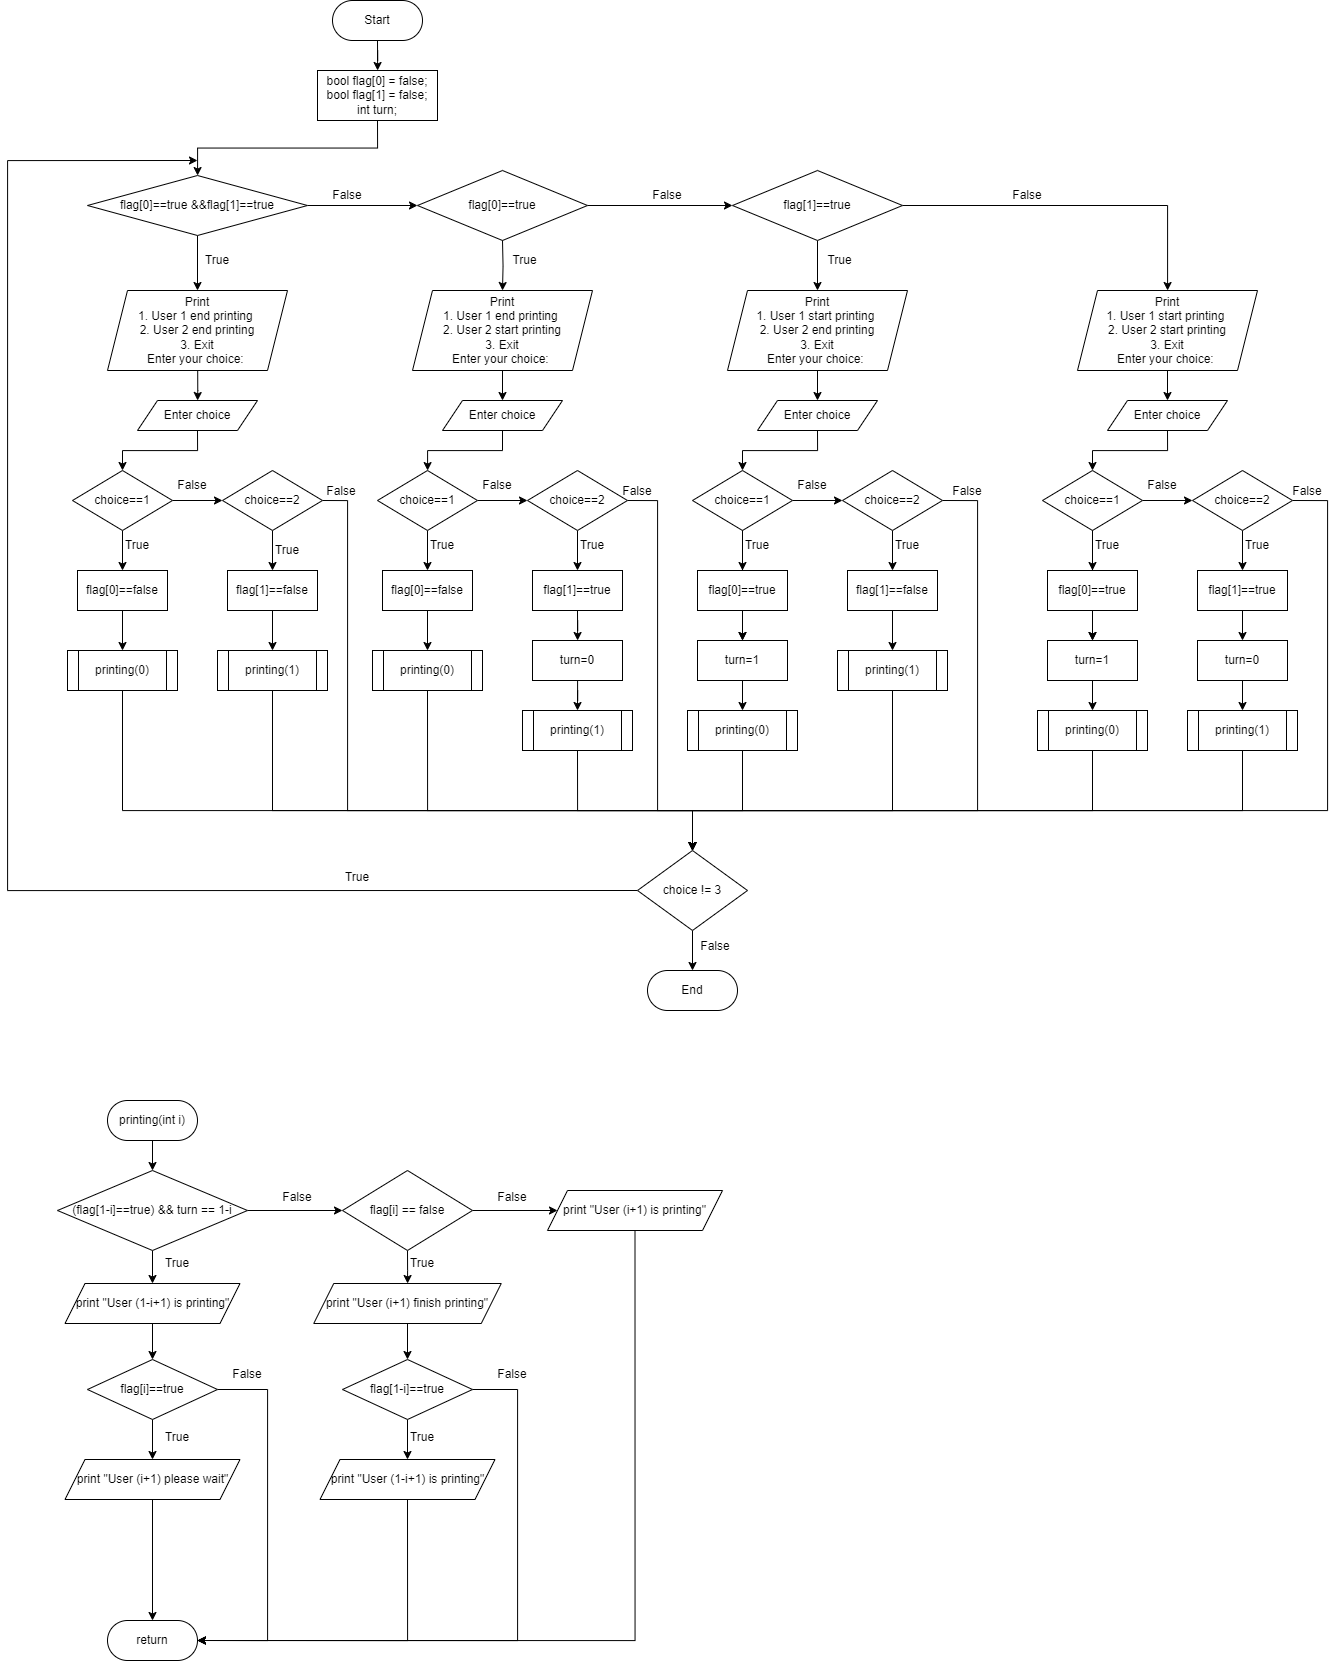 Start
bool flag[0] = false;
bool flag[1] = false;
int turn;
flag[0]==true &&flag[1]==true
False
flag[0]==true
False
flag[1]==true
False
True
True
True
Print
1. User 1 end printing
2. User 2 end printing
3. Exit
Enter your choice:
Print
1. User 1 end printing
2. User 2 start printing
3. Exit
Enter your choice:
Print
1. User 1 start printing
2. User 2 end printing
3. Exit
Enter your choice:
Print
1. User 1 start printing
2. User 2 start printing
3. Exit
Enter your choice:
Enter choice
Enter choice
Enter choice
Enter choice
choice==1
False
choice==2
False
choice==1
False
choice==2
False
choice==1
False
choice==2
False
choice==1
False
choice==2
False
True
True
True
True
True
True
True
True
flag[0]==false
flag[1]==false
flag[0]==false
flag[1]==true
flag[0]==true
flag[1]==false
flag[0]==true
flag[1]==true
printing(0)
printing(1)
printing(0)
turn=0
turn=1
printing(1)
turn=1
turn=0
printing(1)
printing(0)
printing(0)
printing(1)
True
choice != 3
False
End
printing(int i)
(flag[1-i]==true) && turn == 1-i
False
flag[i] == false
False
print "User (i+1) is printing"
True
True
print "User (1-i+1) is printing"
print "User (i+1) finish printing"
flag[i]==true
False
flag[1-i]==true
False
True
True
print "User (i+1) please wait"
print "User (1-i+1) is printing"
return